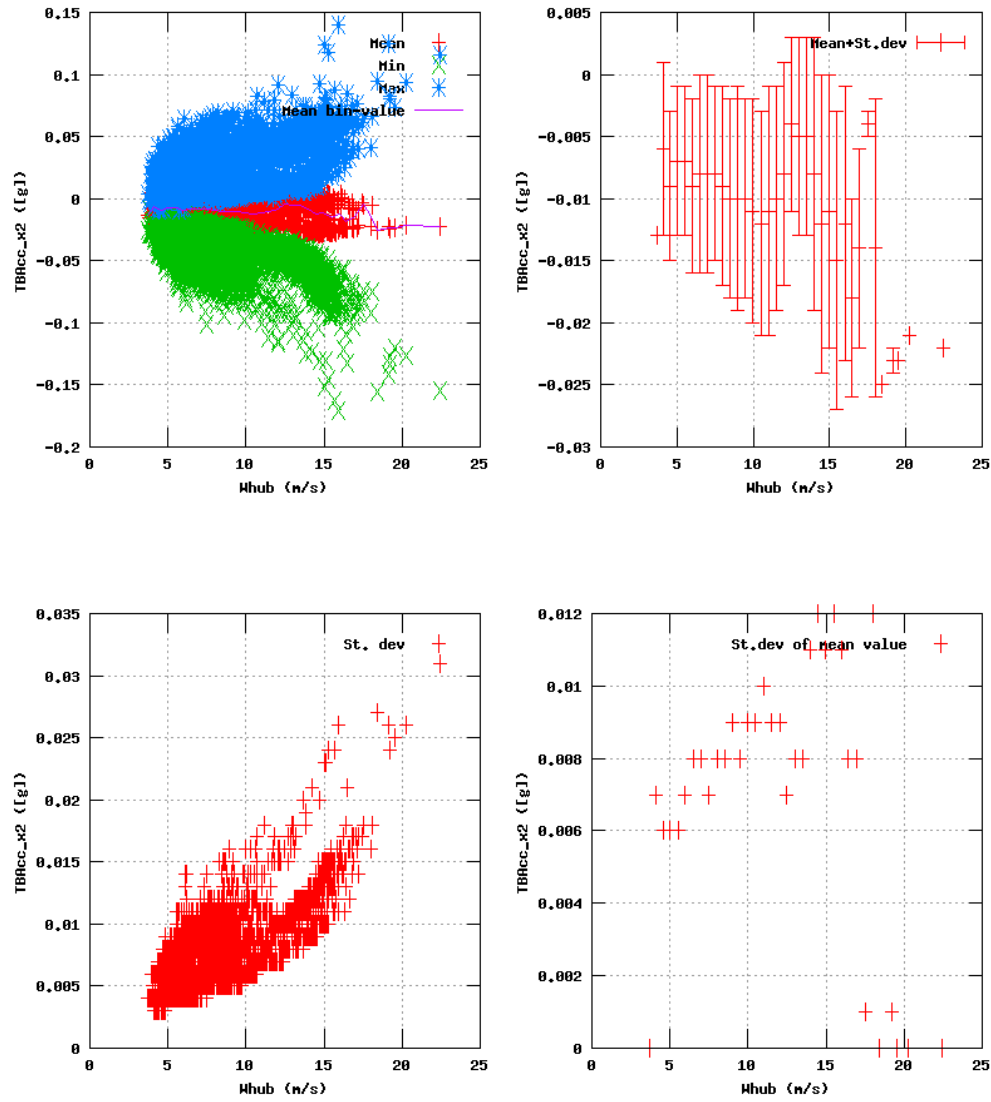 0.15
0.1
0.05
0
-0.05
-0.1
-0.15
-0.2
TBAcc_x2 ([g])
Mean
Min
Max
Mean bin-value
0 5 10 15 20 25
Whub (m/s)
0.005
0
-0.005
-0.01
-0.015
-0.02
-0.025
-0.03
TBAcc_x2 ([g])
Mean+St.dev
0 5 10 15 20 25
Whub (m/s)
0.035
0.03
0.025
0.02
0.015
0.01
0.005
0
TBAcc_x2 ([g])
St. dev
0 5 10 15 20 25
Whub (m/s)
0.012
0.01
0.008
0.006
0.004
0.002
0
TBAcc_x2 ([g])
St.dev of mean value
0 5 10 15 20 25
Whub (m/s)